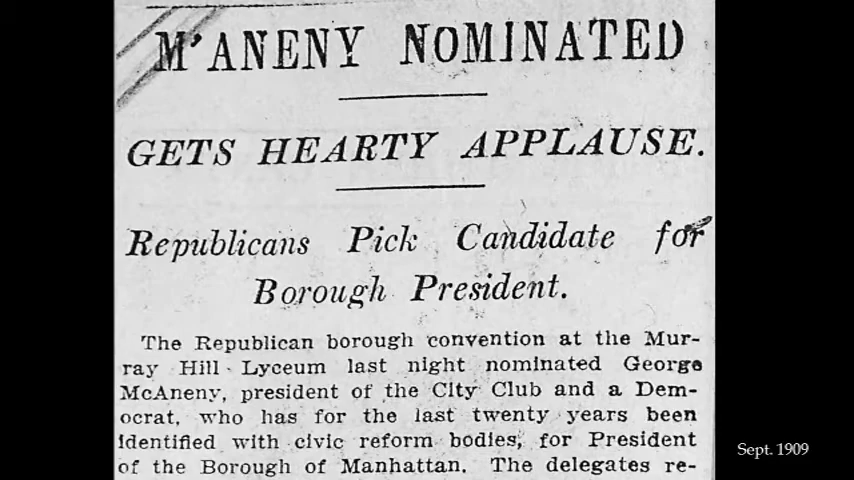 M'ANENY NOMINATED
GETS HEARTY APPLAUSE.
Republicans Pick Candidate for
Borough President.
The Republican borough convention at the Mur-
ray Hill Lyceum last night nominated George
McAneny, president of the City Club and a Dem-
ocrat, who has for the last twenty years been
identified with civic reform bodies, for President
of the Borough of Manhattan. The delegates re-
Sept. 1909